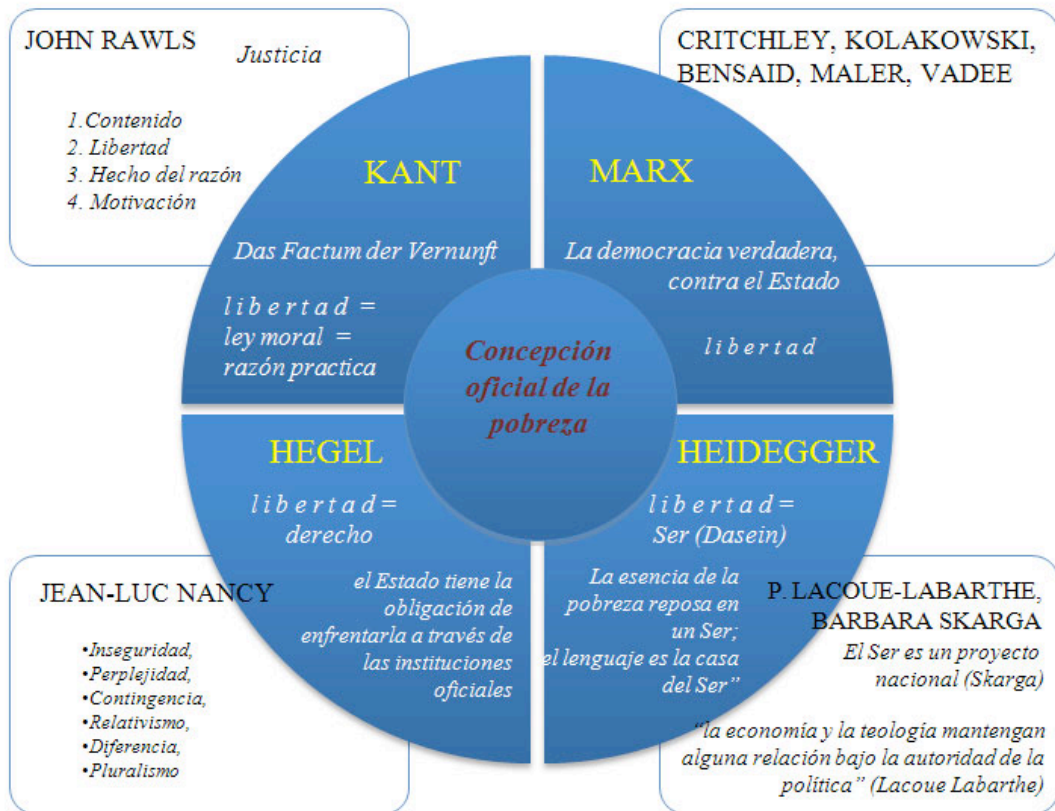 JOHN RAWLS
Justicia
1.Contenido
2. Libertad
3. Hecho del razón
4. Motivación
CRITCHLEY, KOLAKOWSKI,
BENSAID, MALER, VADEE
KANT
Das Factum der Vernunft
l i b e r t a d =
ley moral =
razón practica
MARX
La democracia verdadera,
contra el Estado
l i b e r t a d
Concepción
oficial de la
pobreza
HEGEL
l i b e r t a d =
derecho
el Estado tiene la
obligación de
enfrentarla a través de
las instituciones
oficiales
HEIDEGGER
l i b e r t a d =
Ser (Dasein)
La esencia de la
pobreza reposa en
un Ser;
el lenguaje es la casa
del Ser”
JEAN-LUC NANCY
•Inseguridad,
•Perplejidad,
•Contingencia,
•Relativismo,
•Diferencia,
•Pluralismo
P. LACOUE-LABARTHE,
BARBARA SKARGA
El Ser es un proyecto
nacional (Skarga)
“la economía y la teología mantengan
alguna relación bajo la autoridad de la
política” (Lacoue Labarthe)